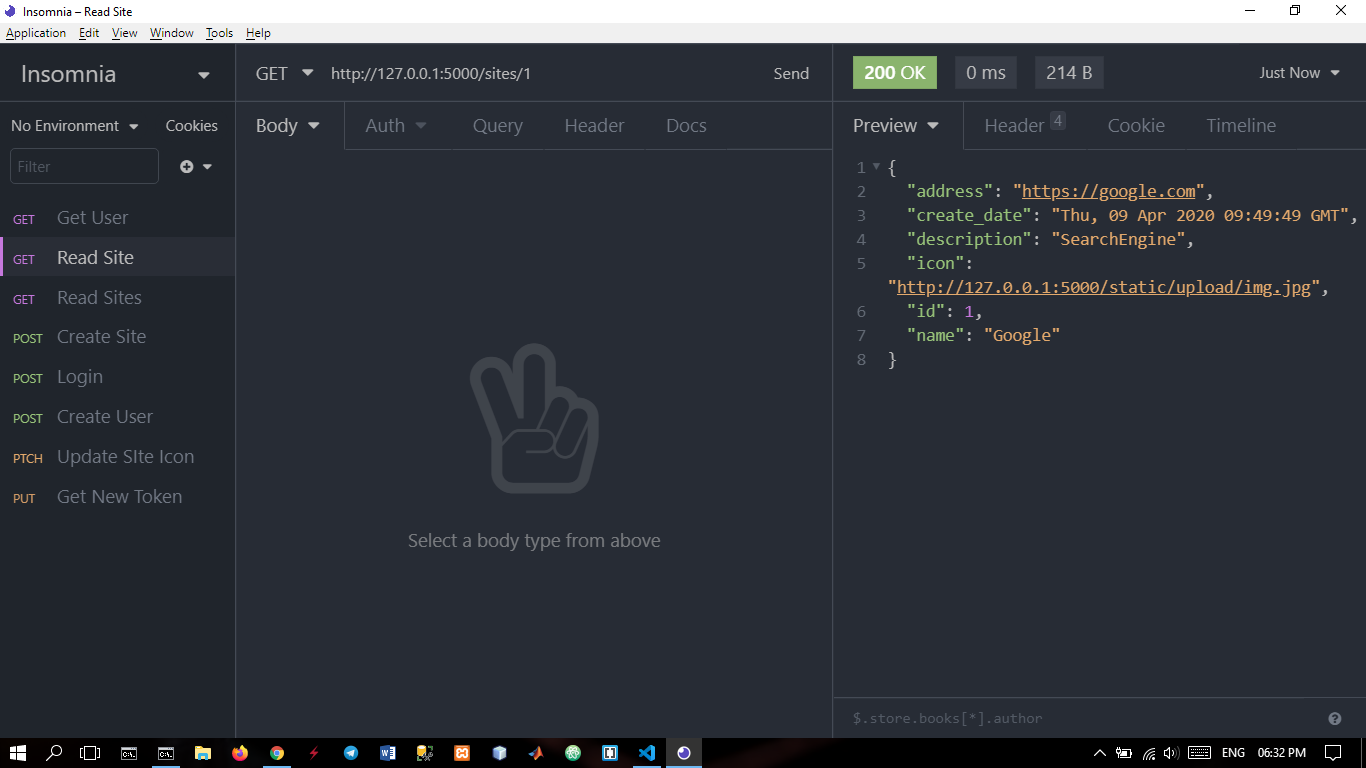 Insomnia – Read Site
Application Edit View Window Tools Help
Insomnia
GET http://127.0.0.1:5000/sites/1 Send
200 OK 0 ms 214 B Just Now
No Environment Cookies
Body Auth Query Header Docs
Preview Header 4 Cookie Timeline
Filter
GET Get User
GET Read Site
GET Read Sites
POST Create Site
POST Login
POST Create User
PTCH Update SIte Icon
PUT Get New Token
Select a body type from above
1 {
2 "address": "https://google.com",
3 "create_date": "Thu, 09 Apr 2020 09:49:49 GMT",
4 "description": "SearchEngine",
5 "icon":
"http://127.0.0.1:5000/static/upload/img.jpg",
6 "id": 1,
7 "name": "Google"
8 }
$.store.books[*].author
ENG 06:32 PM